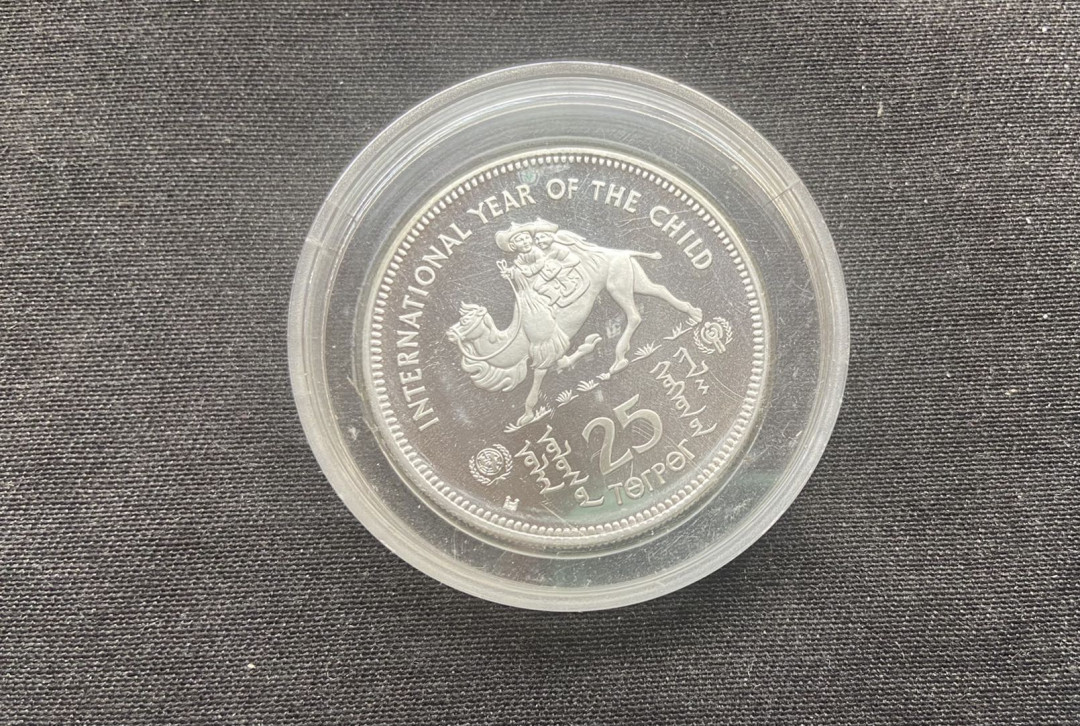 INTERNATIONAL YEAR OF THE CHILD
25
ТӨГРӨГ